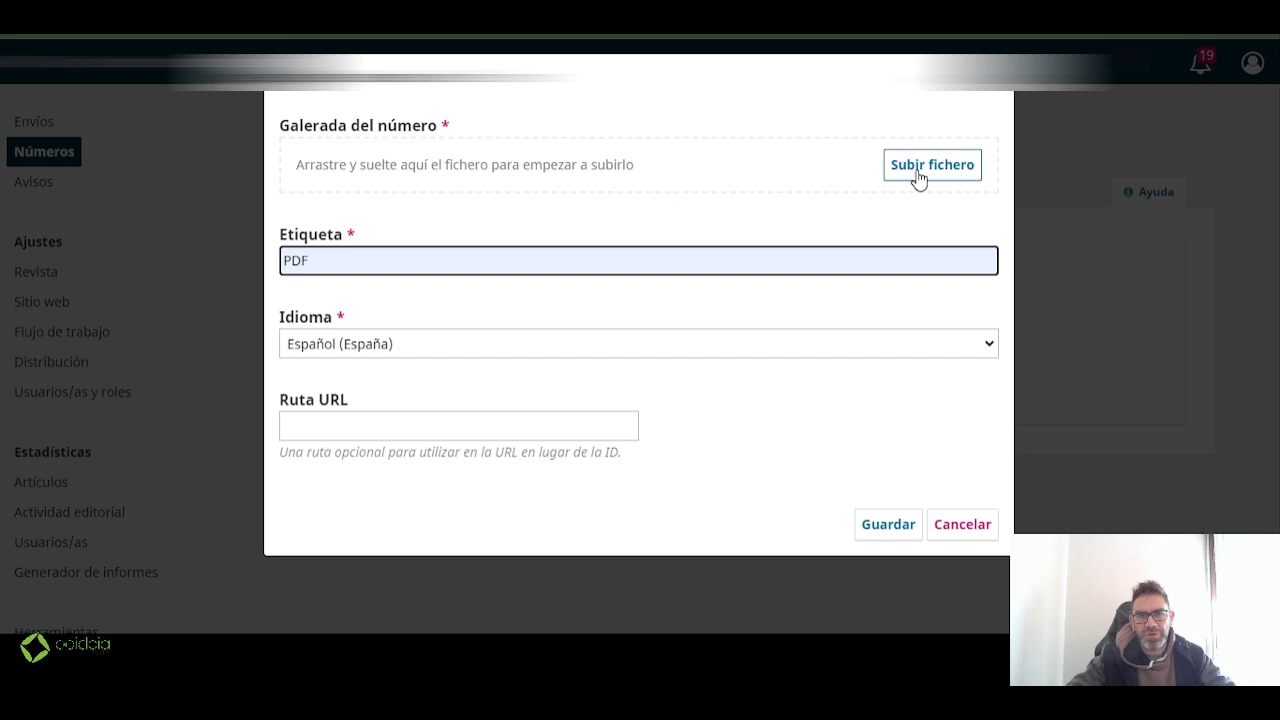 19
Envíos
Números
Avisos
Ajustes
Revista
Sitio web
Flujo de trabajo
Distribución
Usuarios/as y roles
Estadísticas
Artículos
Actividad editorial
Usuarios/as
Generador de informes
Herramientas
Galerada del número *
Arrastre y suelte aquí el fichero para empezar a subirlo
Subir fichero
Etiqueta *
PDF
Idioma *
Español (España)
Ruta URL
Una ruta opcional para utilizar en la URL en lugar de la ID.
Guardar
Cancelar
Ayuda